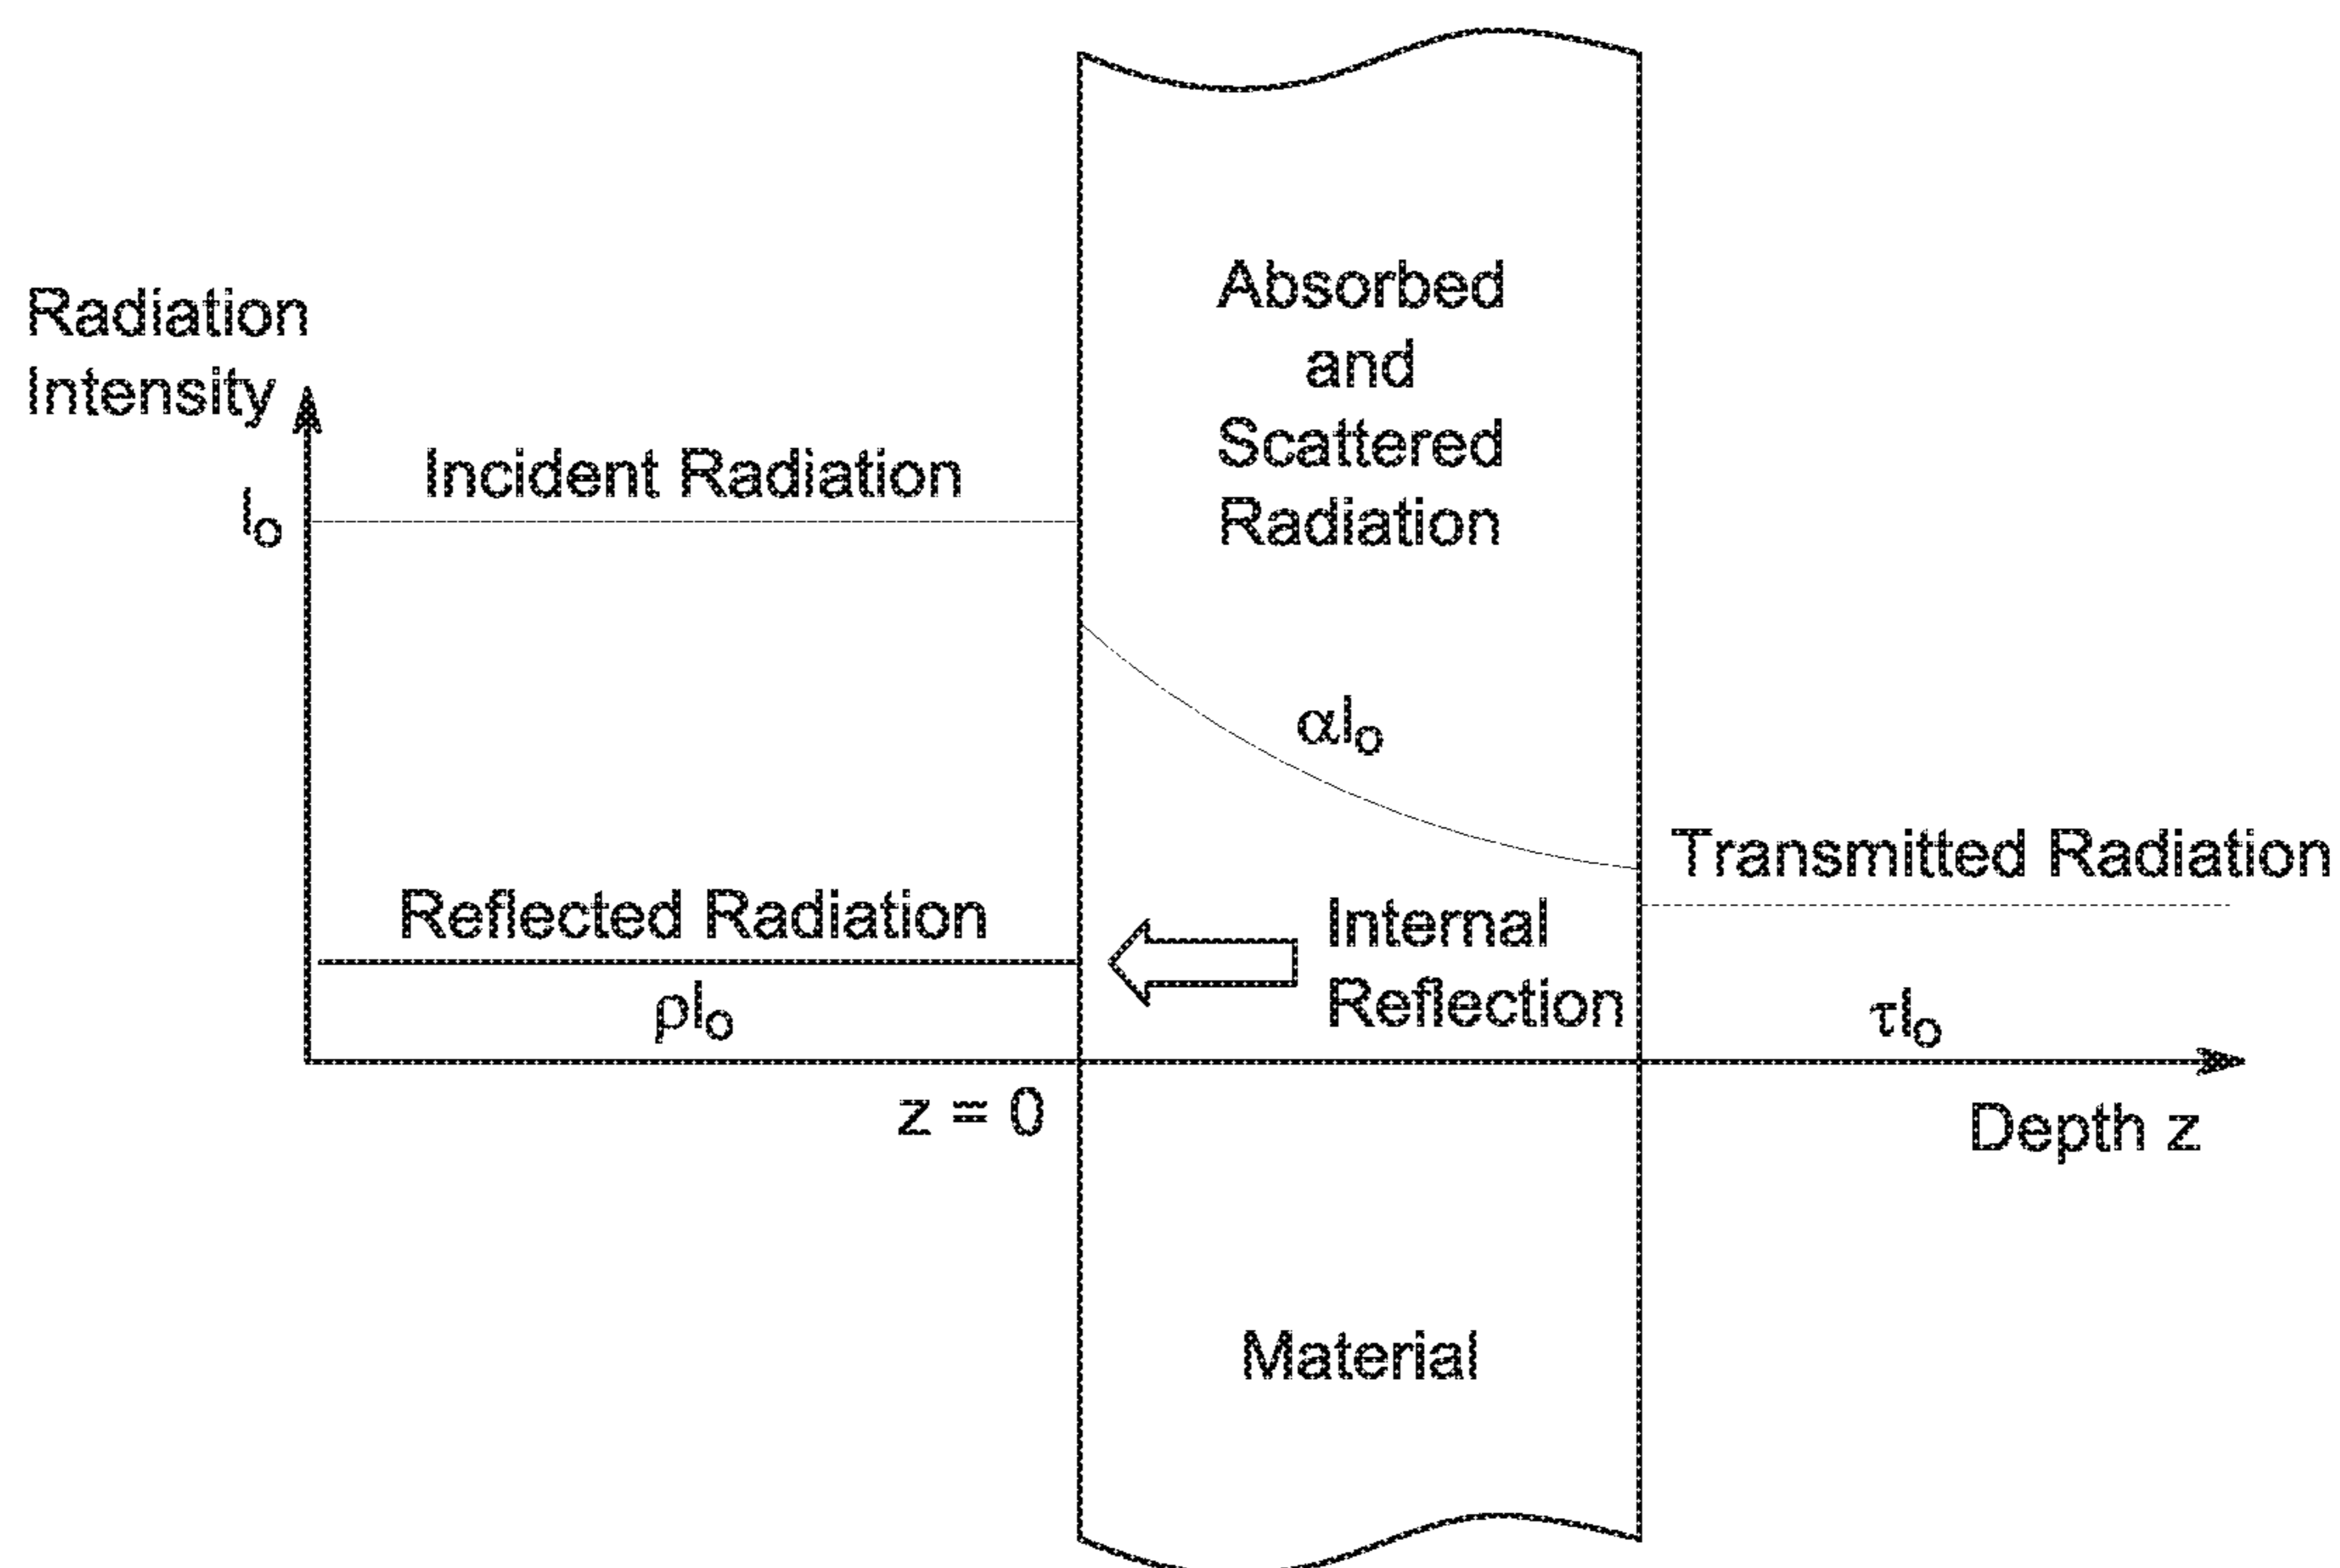 Radiation
Intensity
Io
Incident Radiation
Absorbed
and
Scattered
Radiation
αIo
Reflected Radiation
ρIo
Internal
Reflection
Transmitted Radiation
τIo
z = 0
Depth z
Material